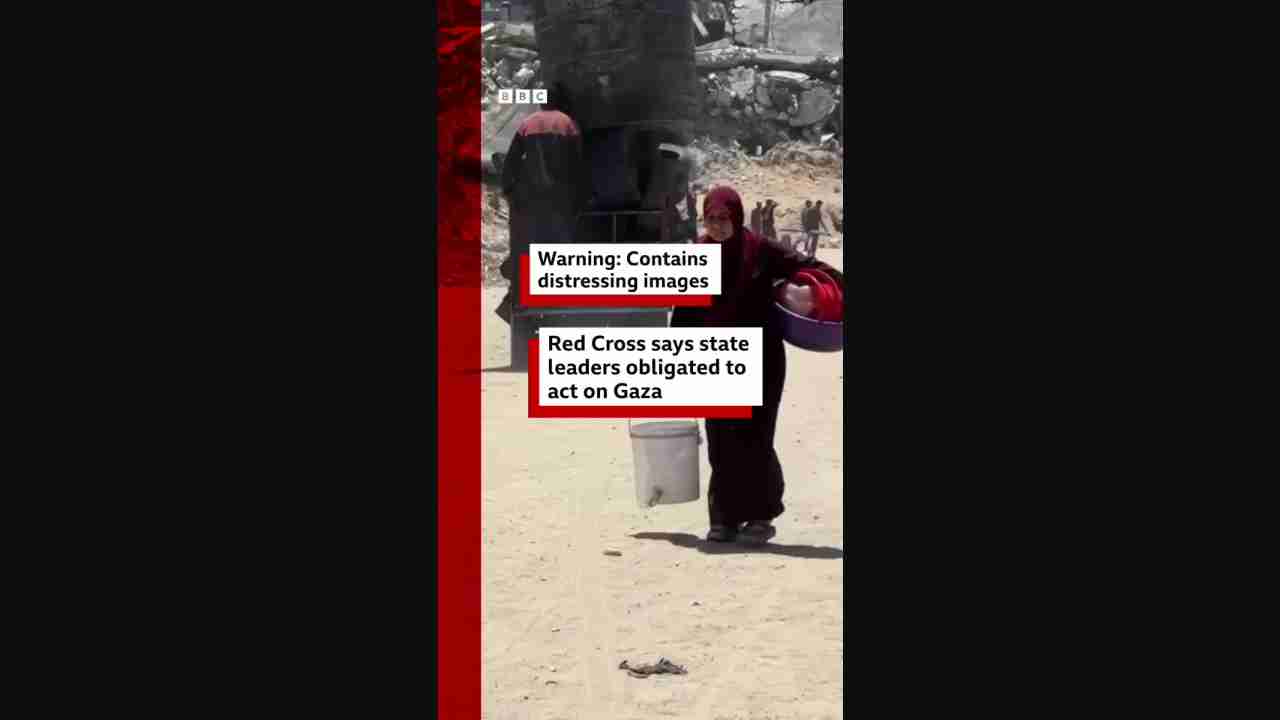 BBC
Warning: Contains
distressing images
Red Cross says state
leaders obligated to
act on Gaza